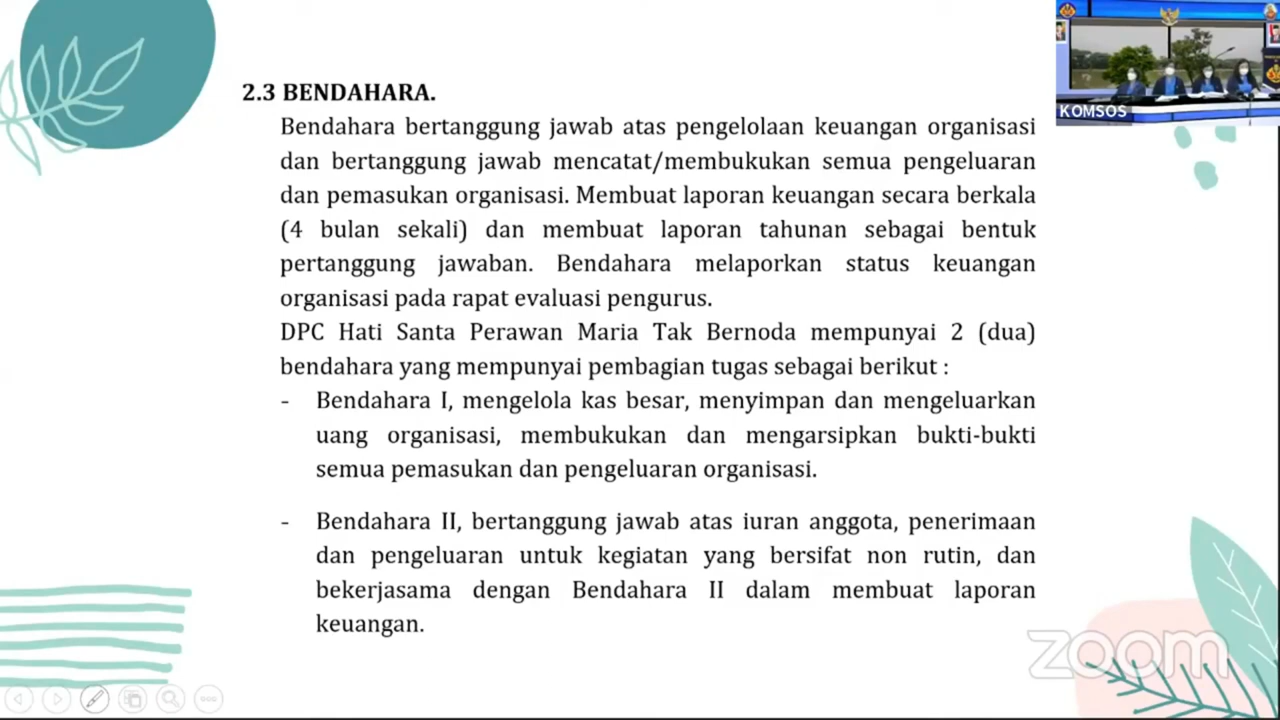 2.3 BENDAHARA.
Bendahara bertanggung jawab atas pengelolaan keuangan organisasi
dan bertanggung jawab mencatat/membukukan semua pengeluaran
dan pemasukan organisasi. Membuat laporan keuangan secara berkala
(4 bulan sekali) dan membuat laporan tahunan sebagai bentuk
pertanggung jawaban. Bendahara melaporkan status keuangan
organisasi pada rapat evaluasi pengurus.
DPC Hati Santa Perawan Maria Tak Bernoda mempunyai 2 (dua)
bendahara yang mempunyai pembagian tugas sebagai berikut :
- Bendahara I, mengelola kas besar, menyimpan dan mengeluarkan
uang organisasi, membukukan dan mengarsipkan bukti-bukti
semua pemasukan dan pengeluaran organisasi.
- Bendahara II, bertanggung jawab atas iuran anggota, penerimaan
dan pengeluaran untuk kegiatan yang bersifat non rutin, dan
bekerjasama dengan Bendahara II dalam membuat laporan
keuangan.
KOMSOS
zoom